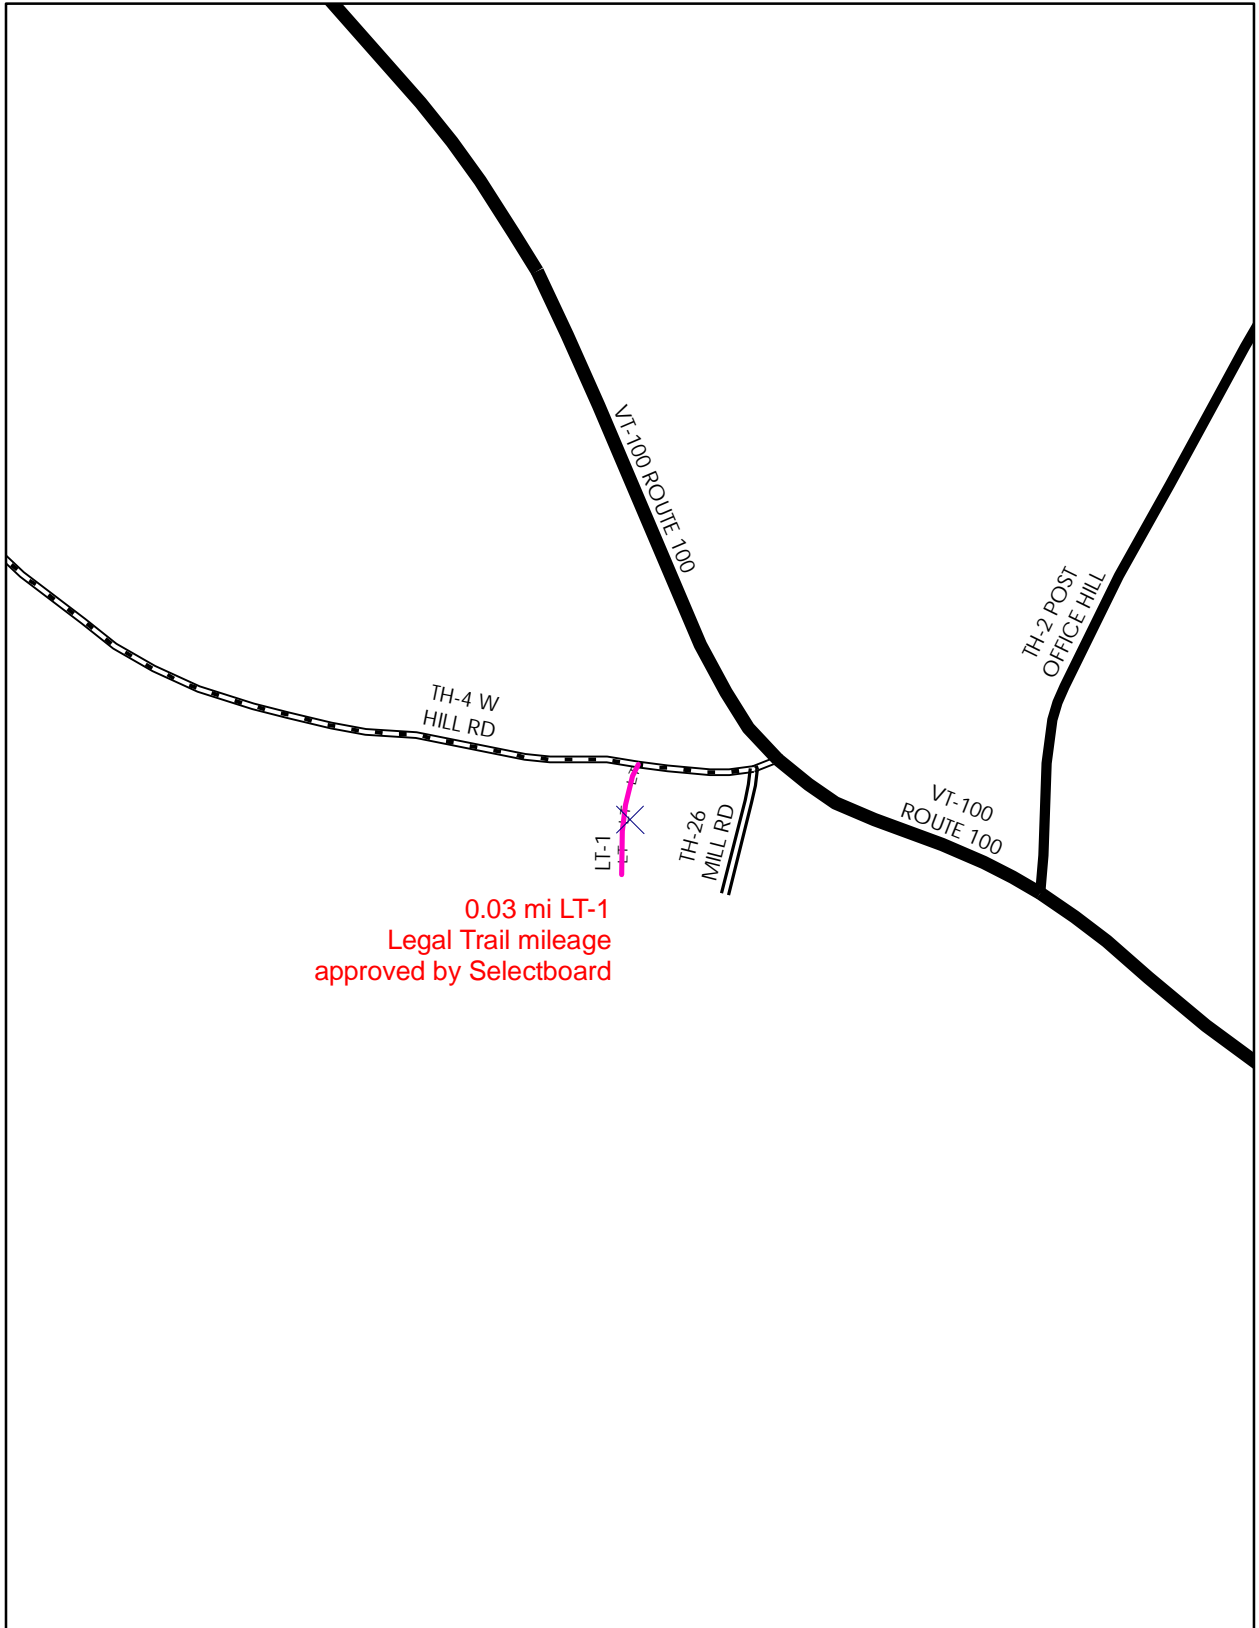 VT-100 ROUTE 100
TH-2 POST
OFFICE HILL
TH-4 W
HILL RD
VT-100
ROUTE 100
TH-26
MILL RD
LT-1
LT
0.03 mi LT-1
Legal Trail mileage
approved by Selectboard